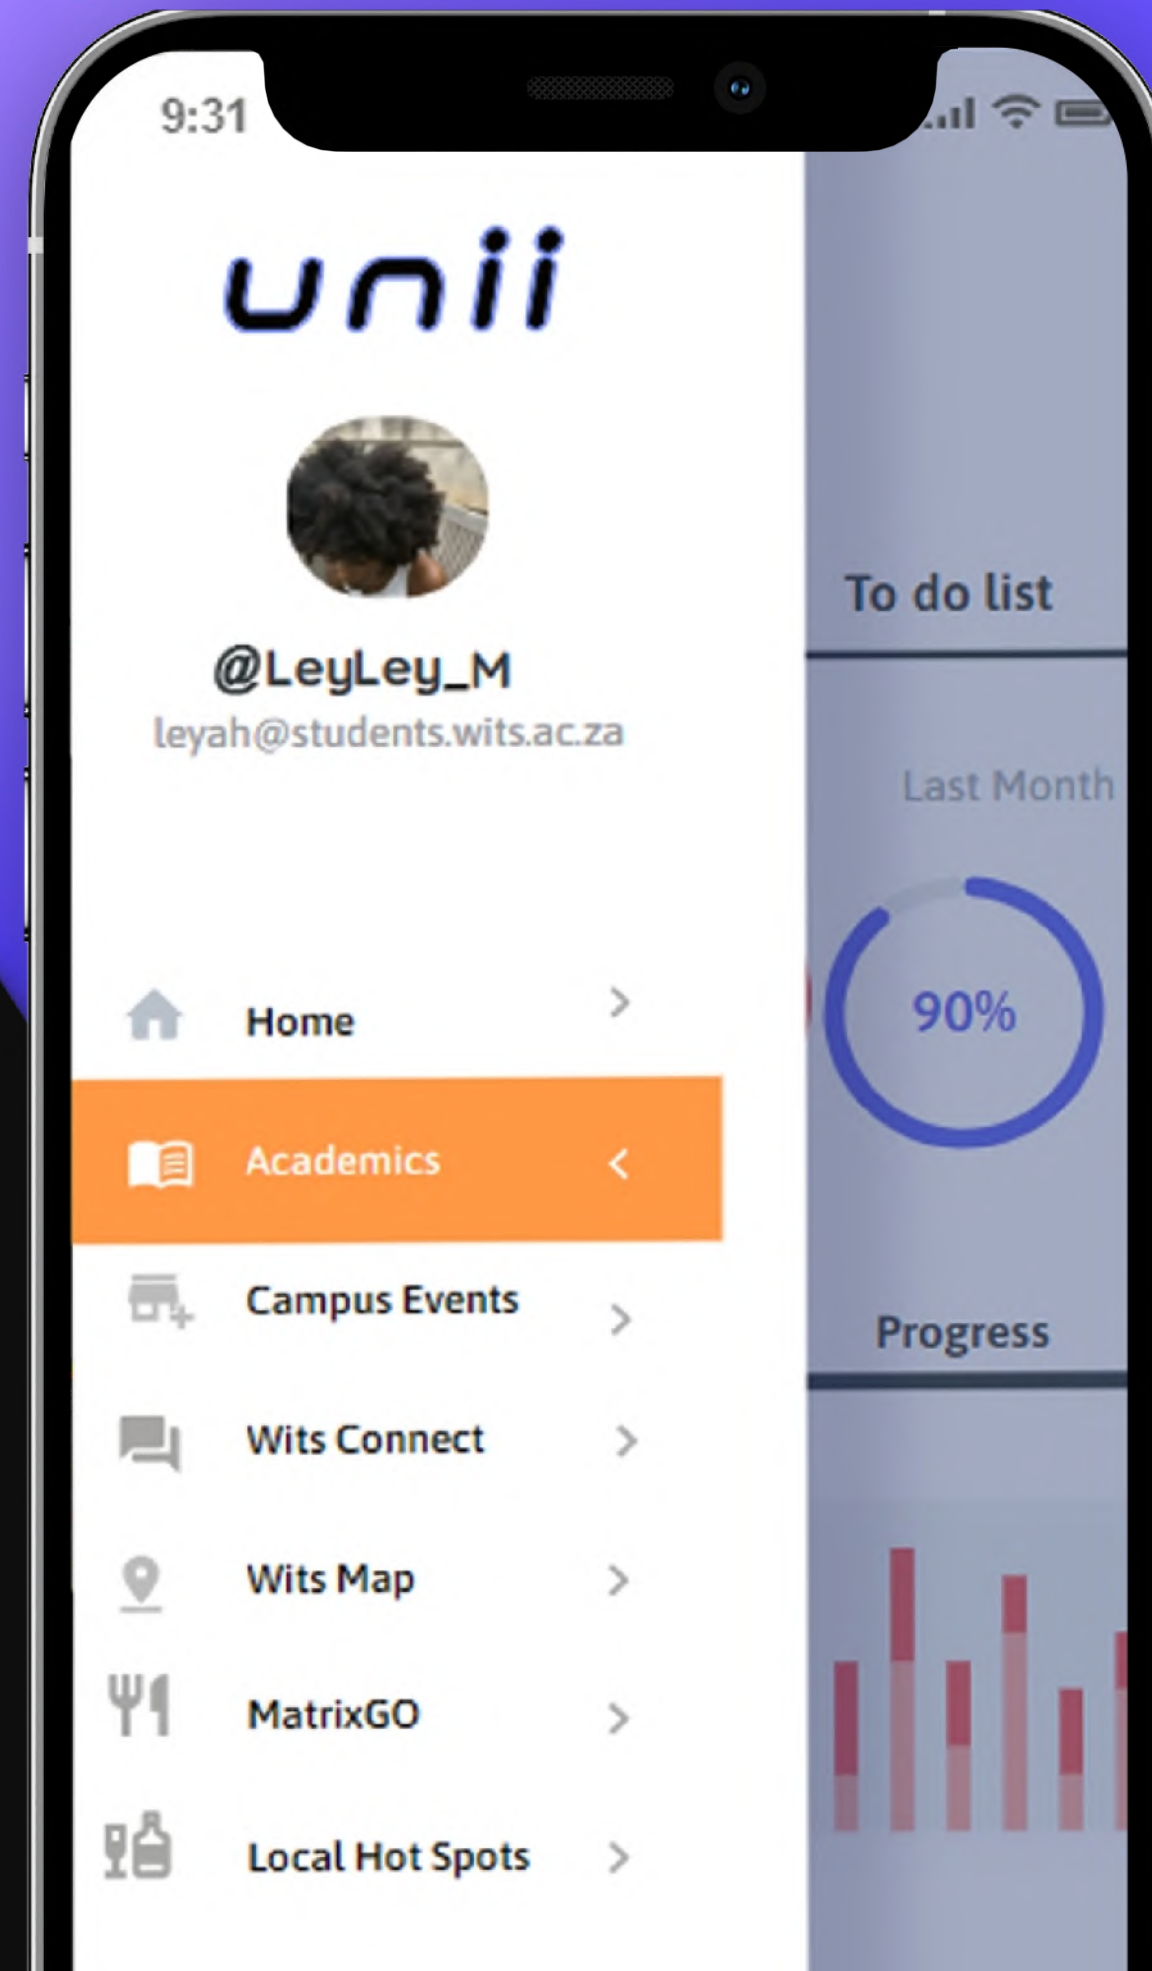 9:31
unii
@LeyLey_M
leyah@students.wits.ac.za
Home
Academics
Campus Events
Wits Connect
Wits Map
MatrixGO
Local Hot Spots
To do list
Last Month
90%
Progress